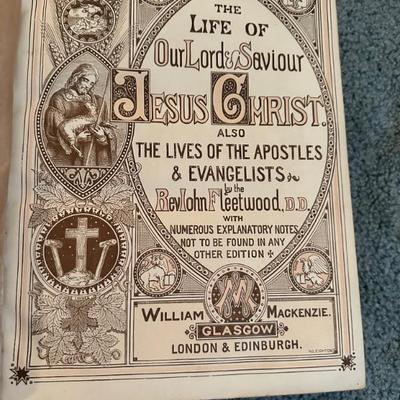 THE
LIFE OF
OUR LORD & SAVIOUR
JESUS CHRIST.
ALSO
THE LIVES OF THE APOSTLES
& EVANGELISTS
by the
REV. JOHN FLEETWOOD, D.D.
WITH
NUMEROUS EXPLANATORY NOTES
NOT TO BE FOUND IN ANY
OTHER EDITION
WILLIAM MACKENZIE.
GLASGOW
LONDON & EDINBURGH.